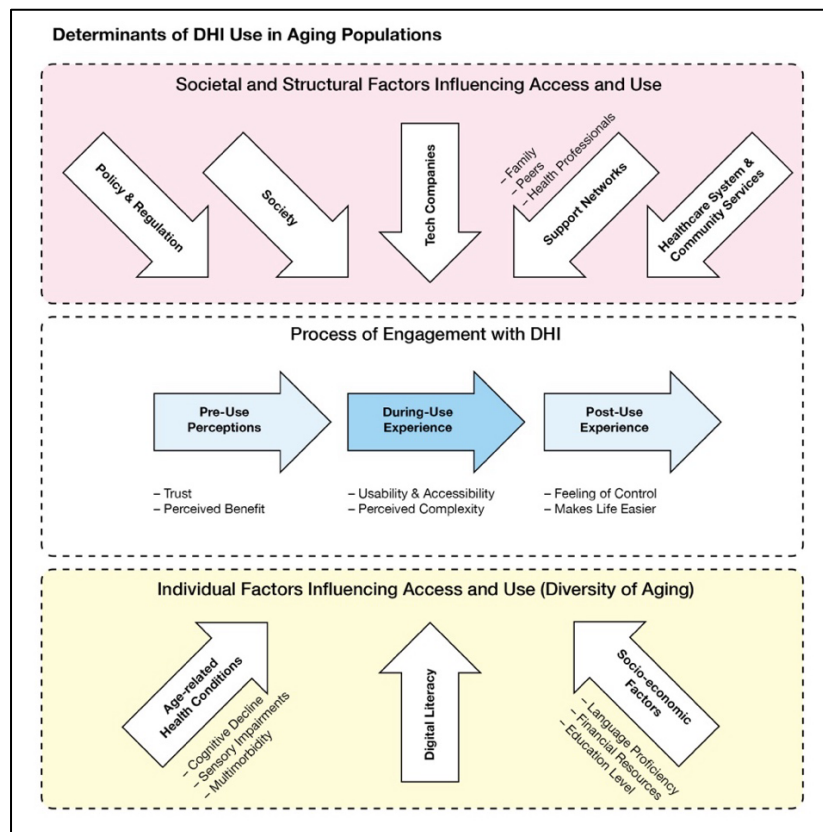 Determinants of DHI Use in Aging Populations
Societal and Structural Factors Influencing Access and Use
Policy & Regulation
Society
Tech Companies
– Family
– Peers
– Health Professionals
Support Networks
Healthcare System &
Community Services
Process of Engagement with DHI
Pre-Use
Perceptions
– Trust
– Perceived Benefit
During-Use
Experience
– Usability & Accessibility
– Perceived Complexity
Post-Use
Experience
– Feeling of Control
– Makes Life Easier
Individual Factors Influencing Access and Use (Diversity of Aging)
Age-related
Health Conditions
– Cognitive Decline
– Sensory Impairments
– Multimorbidity
Digital Literacy
Socio-economic
Factors
– Language Proficiency
– Financial Resources
– Education Level